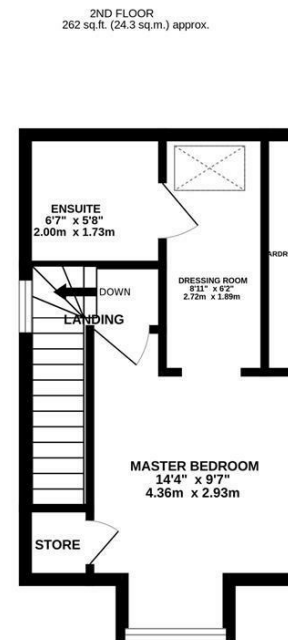 2ND FLOOR
262 sq.ft. (24.3 sq.m.) approx.
ENSUITE
6'7" x 5'8"
2.00m x 1.73m
DRESSING ROOM
8'11" x 6'2"
2.72m x 1.89m
DOWN
LANDING
MASTER BEDROOM
14'4" x 9'7"
4.36m x 2.93m
STORE